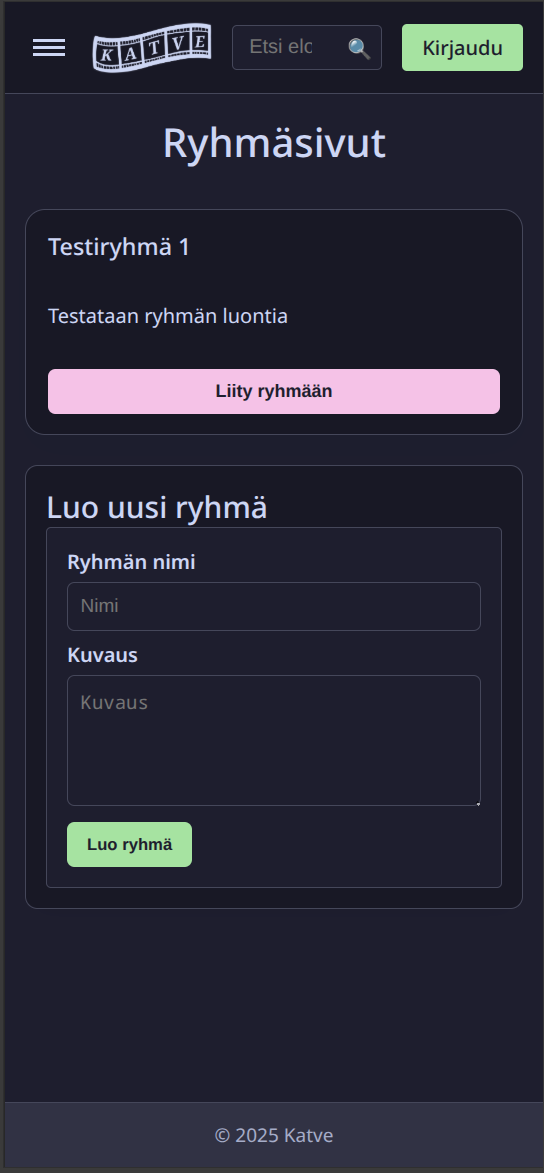 KATVE
Etsi elo
Kirjaudu
Ryhmäsivut
Testiryhmä 1
Testataan ryhmän luontia
Liity ryhmään
Luo uusi ryhmä
Ryhmän nimi
Nimi
Kuvaus
Kuvaus
Luo ryhmä
© 2025 Katve